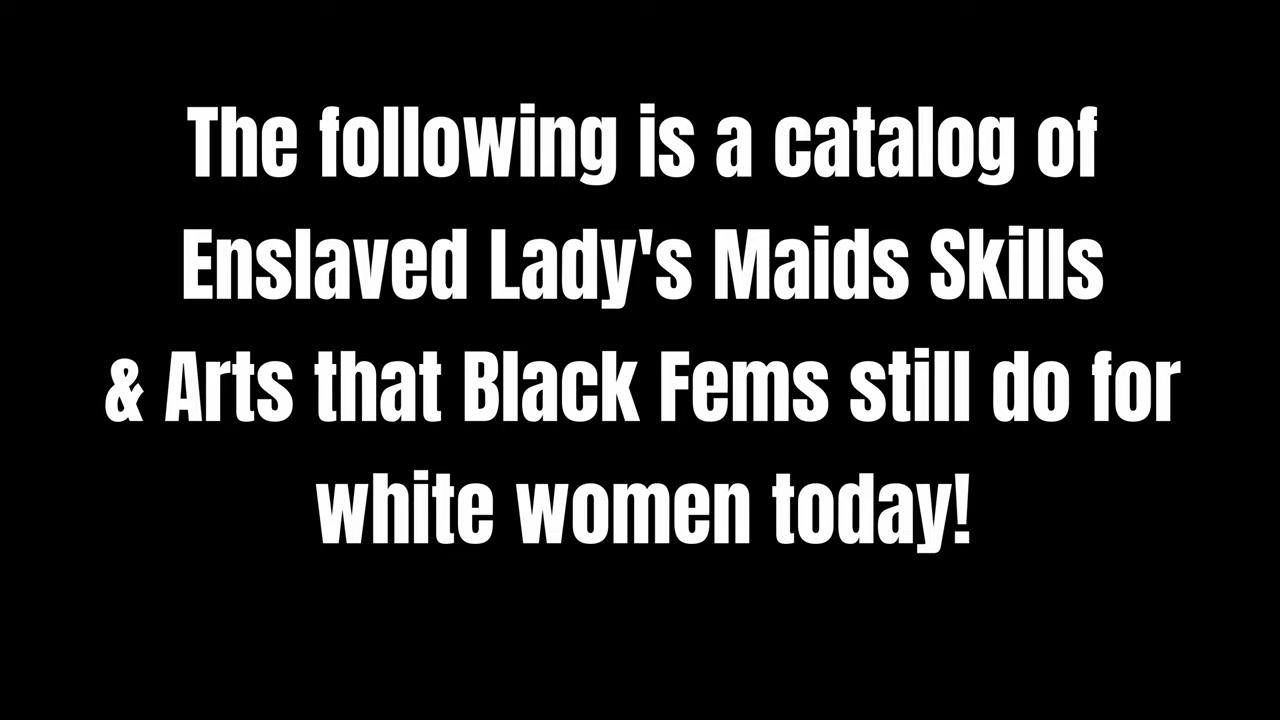 The following is a catalog of
Enslaved Lady's Maids Skills
& Arts that Black Fems still do for
white women today!